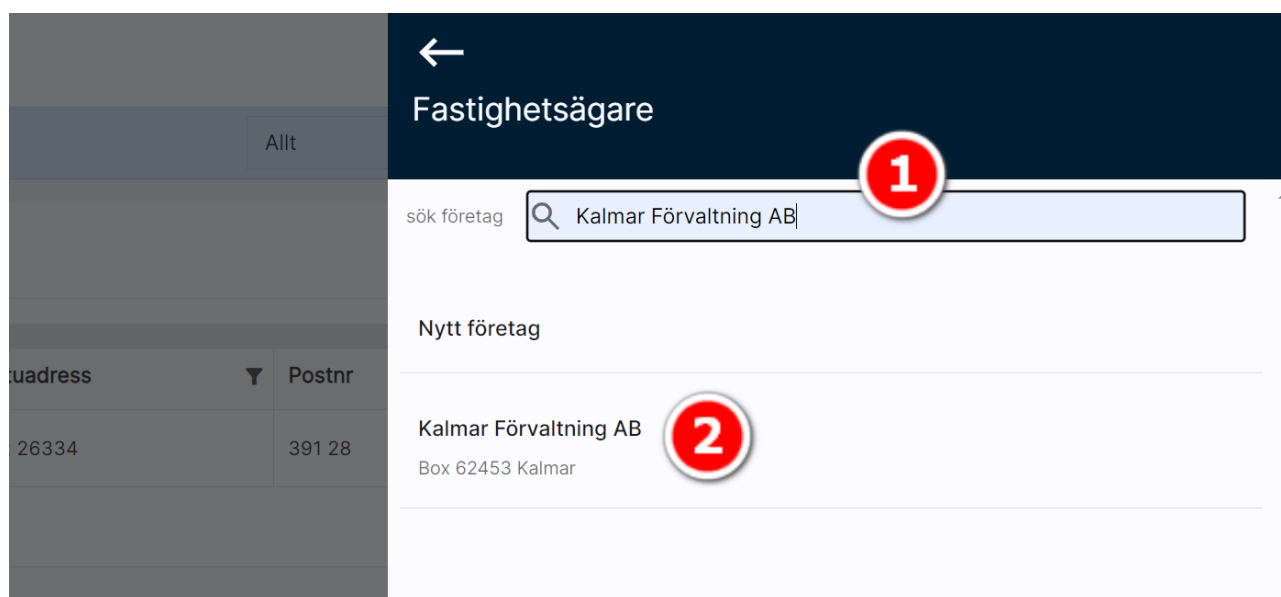 Fastighetsägare
Allt
1
sök företag Kalmar Förvaltning AB
Nytt företag
tuadress Postnr
Kalmar Förvaltning AB
2
26334 391 28
Box 62453 Kalmar